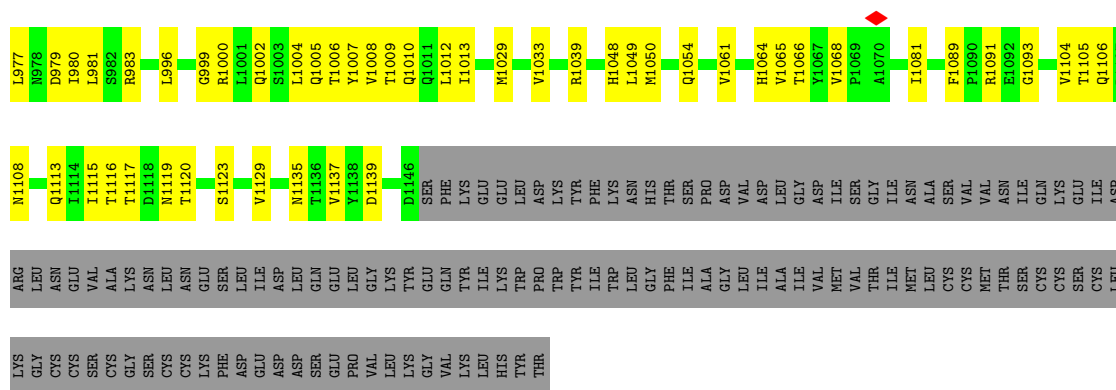 L977 N978 D979 I980 L981 S982 R983 L996 G999 R1000 L1001 Q1002 S1003 L1004 Q1005 T1006 Y1007 V1008 T1009 Q1010 Q1011 L1012 I1013 M1029 V1033 R1039 H1048 L1049 M1050 Q1054 V1061 H1064 V1065 T1066 Y1067 V1068 P1069 A1070 I1081 F1089 P1090 R1091 E1092 G1093 V1104 T1105 Q1106
N1108 Q1113 I1114 I1115 T1116 T1117 D1118 N1119 T1120 S1123 V1129 N1135 T1136 V1137 Y1138 D1139 D1146 SER PHE LYS GLU GLU LEU ASP LYS TYR PHE LYS ASN HIS THR SER PRO ASP VAL ASP LEU GLY ASP ILE SER GLY ILE ASN ALA SER VAL VAL ASN ILE GLN LYS GLU ILE ASP
ARG LEU ASN GLU VAL ALA LYS ASN LEU ASN GLU SER LEU ILE ASP LEU GLN GLU LEU GLY LYS TYR GLU GLN TYR ILE LYS TRP PRO TRP TYR ILE TRP LEU GLY PHE ILE ALA GLY LEU ILE ALA ILE VAL MET VAL THR ILE MET LEU CYS CYS MET THR SER CYS CYS SER CYS LEU
LYS GLY CYS CYS SER CYS GLY SER CYS CYS LYS PHE ASP GLU ASP ASP SER GLU PRO VAL LEU LYS GLY VAL LYS LEU HIS TYR THR